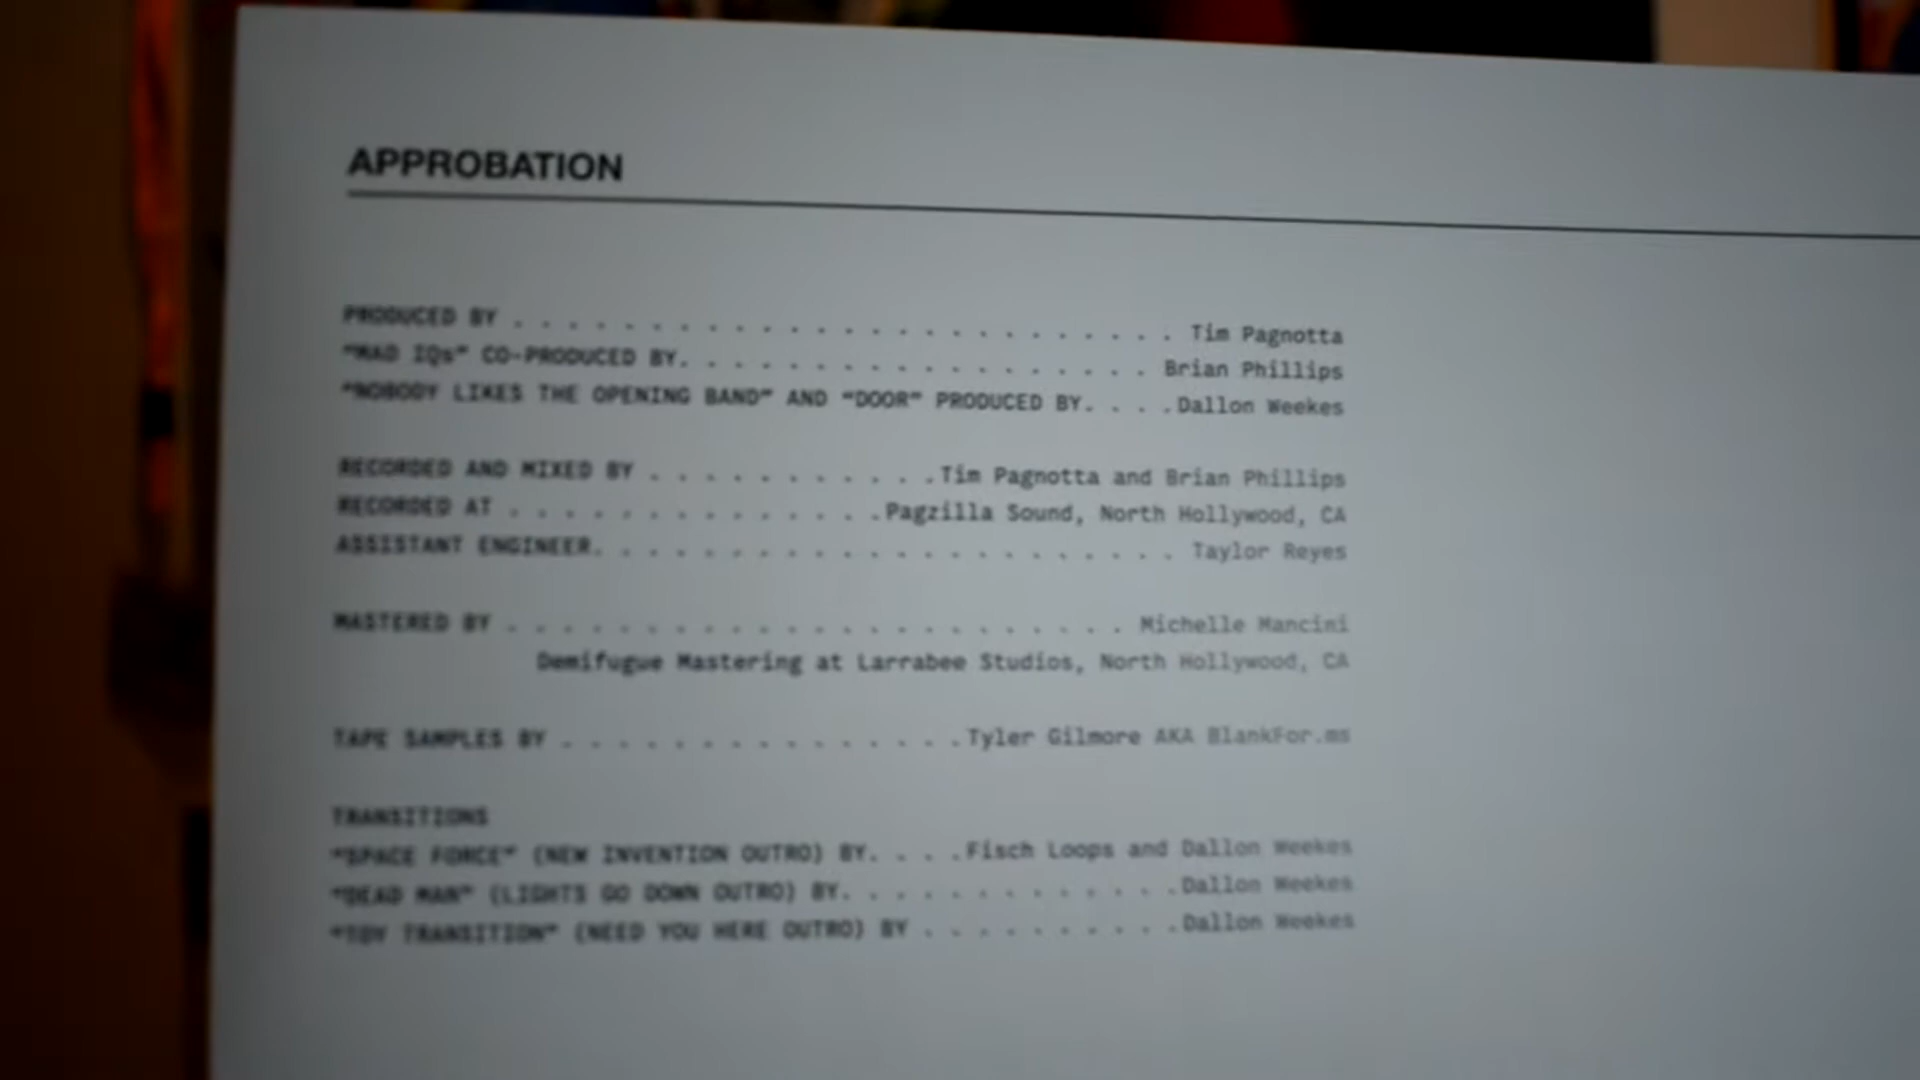 APPROBATION
PRODUCED BY . . . . . . . . . . . . . . . . . . . . . . . . . Tim Pagnotta
"MAD IQs" CO-PRODUCED BY. . . . . . . . . . . . . . . . . . Brian Phillips
"NOBODY LIKES THE OPENING BAND" AND "DOOR" PRODUCED BY. . . .Dallon Weekes
RECORDED AND MIXED BY . . . . . . . . . . .Tim Pagnotta and Brian Phillips
RECORDED AT . . . . . . . . . . . . . .Pagzilla Sound, North Hollywood, CA
ASSISTANT ENGINEER. . . . . . . . . . . . . . . . . . . . . . Taylor Reyes
MASTERED BY . . . . . . . . . . . . . . . . . . . . . . . Michelle Mancini
Demifugue Mastering at Larrabee Studios, North Hollywood, CA
TAPE SAMPLES BY . . . . . . . . . . . . . . .Tyler Gilmore AKA BlankFor.ms
TRANSITIONS
"SPACE FORCE" (NEW INVENTION OUTRO) BY. . . .Fisch Loops and Dallon Weekes
"DEAD MAN" (LIGHTS GO DOWN OUTRO) BY. . . . . . . . . . . . .Dallon Weekes
"TOY TRANSITION" (NEED YOU HERE OUTRO) BY . . . . . . . . . .Dallon Weekes